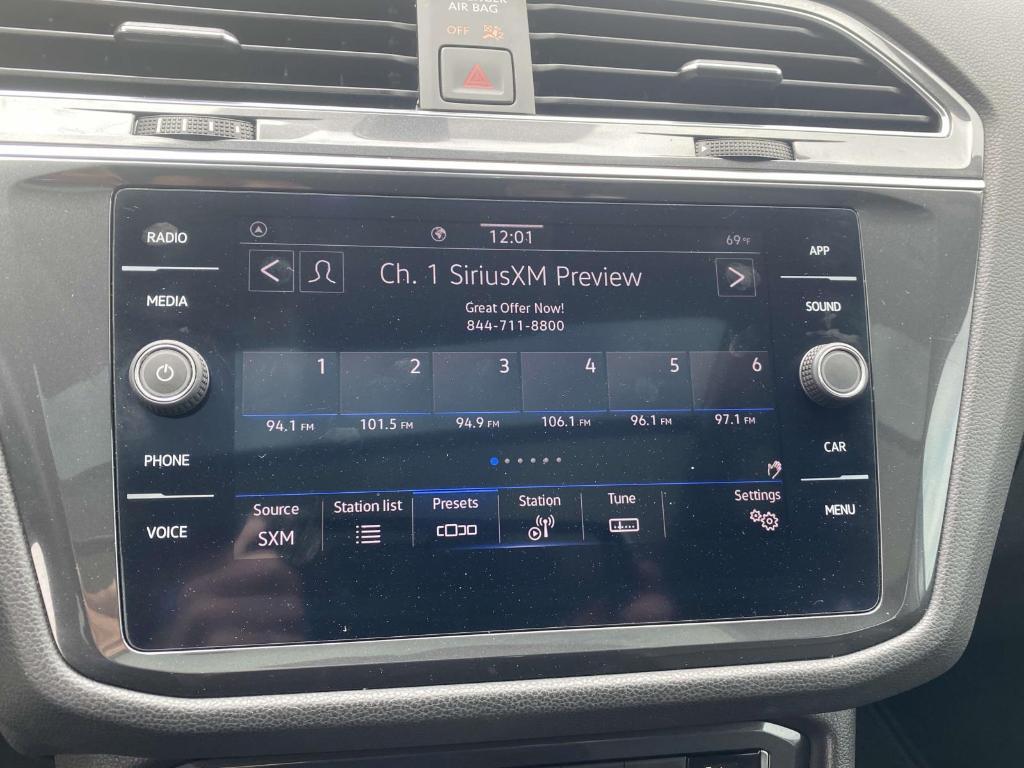 AIR BAG
OFF
RADIO
MEDIA
PHONE
VOICE
12:01
69°F
Ch. 1 SiriusXM Preview
Great Offer Now!
844-711-8800
1 2 3 4 5 6
94.1 FM 101.5 FM 94.9 FM 106.1 FM 96.1 FM 97.1 FM
Source Station list Presets Station Tune Settings
SXM
APP
SOUND
CAR
MENU